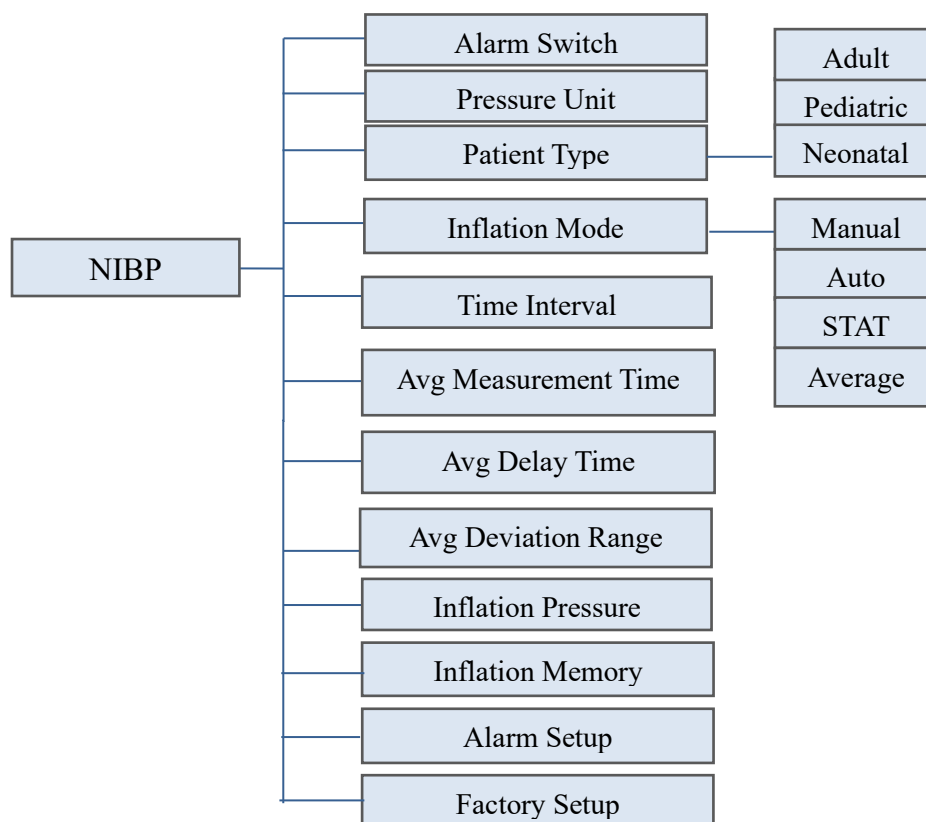 NIBP
Alarm Switch
Pressure Unit
Patient Type
Inflation Mode
Time Interval
Avg Measurement Time
Avg Delay Time
Avg Deviation Range
Inflation Pressure
Inflation Memory
Alarm Setup
Factory Setup
Adult
Pediatric
Neonatal
Manual
Auto
STAT
Average